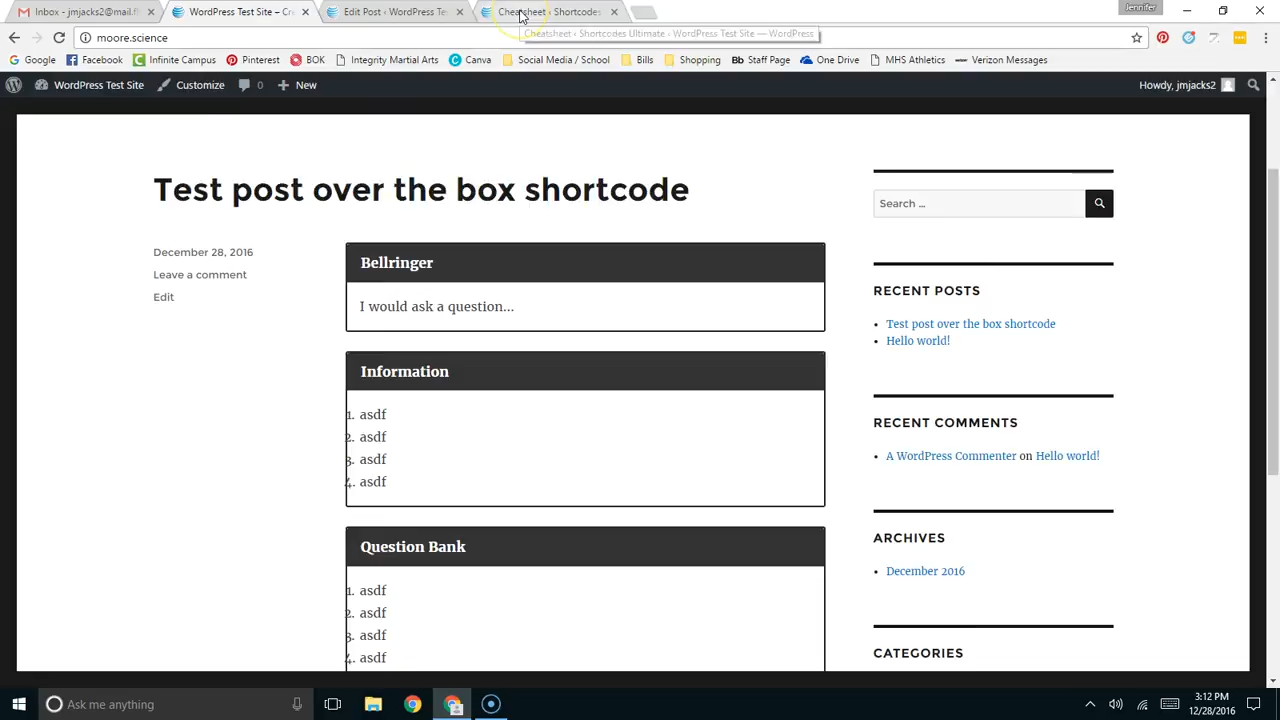 Inbox - jmjacks2@mail.f
WordPress Test Site – Cr
Edit Post ‹ WordPress Te
Cheatsheet ‹ Shortcodes
Jennifer
Cheatsheet ‹ Shortcodes Ultimate ‹ WordPress Test Site — WordPress
moore.science
Google
Facebook
Infinite Campus
Pinterest
BOK
Integrity Martial Arts
Canva
Social Media / School
Bills
Shopping
Bb Staff Page
One Drive
MHS Athletics
Verizon Messages
WordPress Test Site
Customize
0
New
Howdy, jmjacks2
Test post over the box shortcode
December 28, 2016
Leave a comment
Edit
Bellringer
I would ask a question...
Information
1. asdf
2. asdf
3. asdf
4. asdf
Question Bank
1. asdf
2. asdf
3. asdf
4. asdf
Search …
RECENT POSTS
Test post over the box shortcode
Hello world!
RECENT COMMENTS
A WordPress Commenter on Hello world!
ARCHIVES
December 2016
CATEGORIES
Ask me anything
3:12 PM
12/28/2016